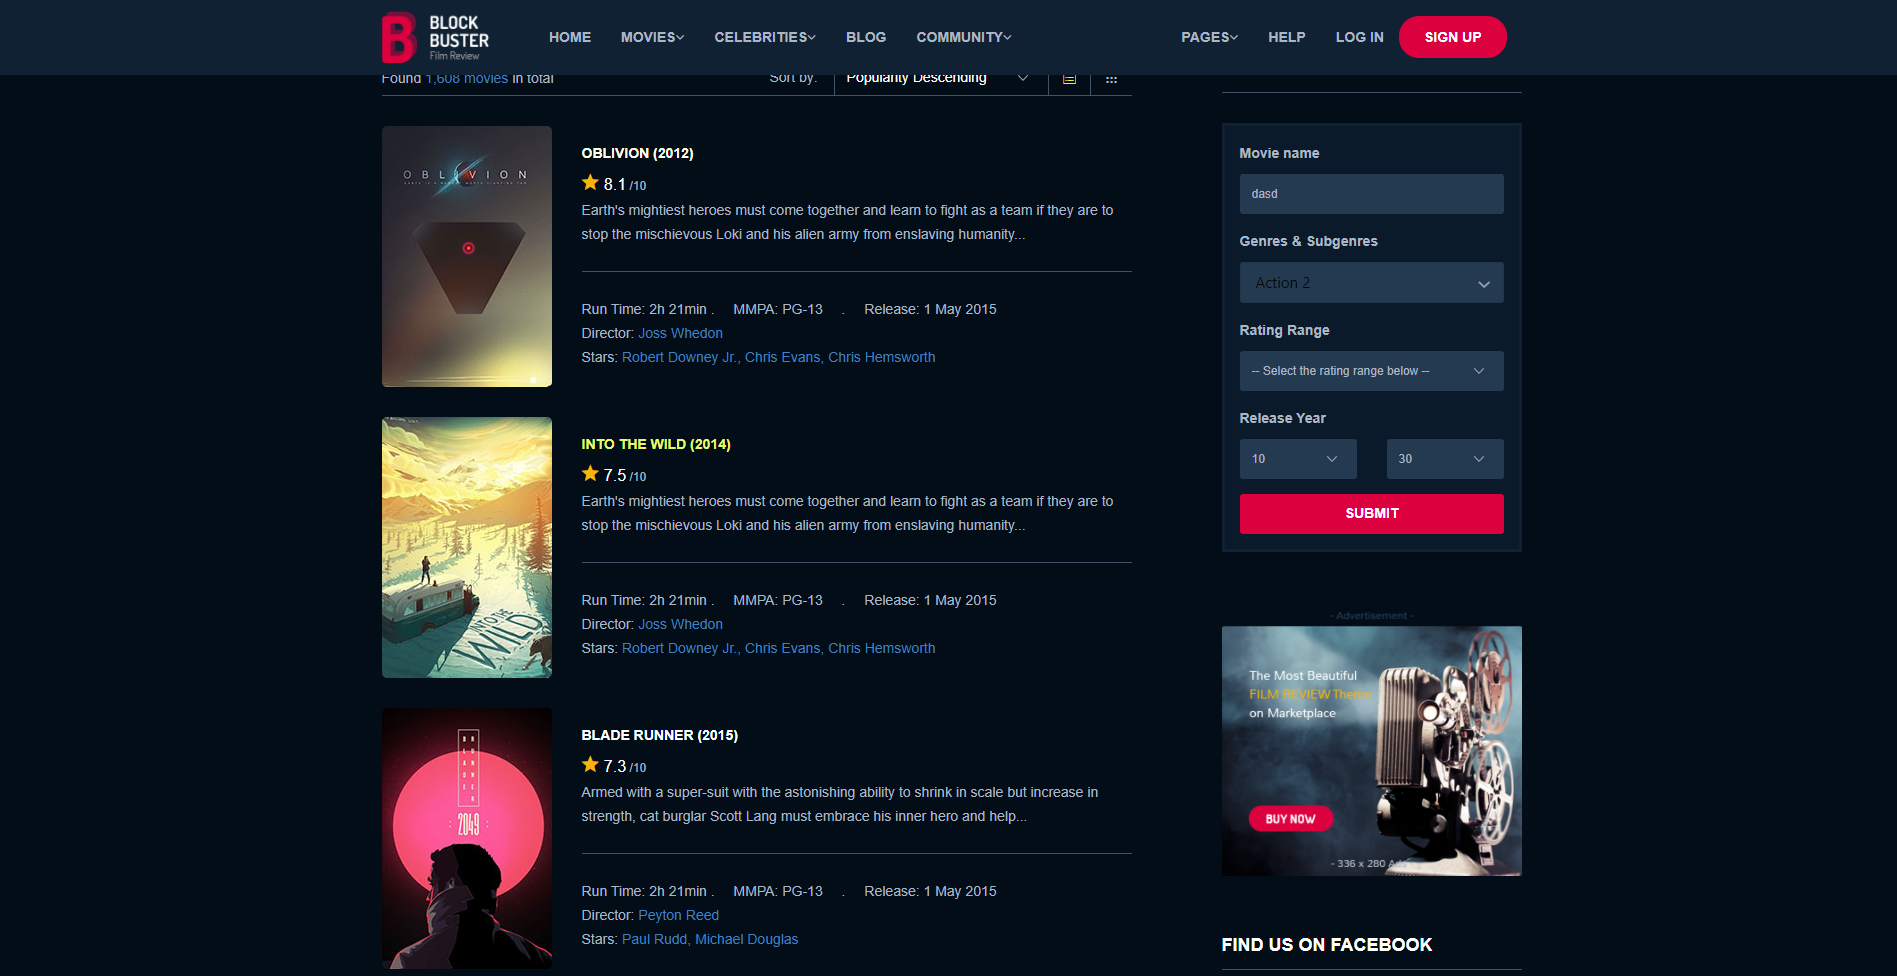 BLOCK
BUSTER
Film Review
HOME
MOVIES
CELEBRITIES
BLOG
COMMUNITY
PAGES
HELP
LOG IN
SIGN UP
Found 1,608 movies in total
Sort by:
Popularity Descending
OBLIVION
OBLIVION (2012)
8.1 /10
Earth's mightiest heroes must come together and learn to fight as a team if they are to
stop the mischievous Loki and his alien army from enslaving humanity...
Run Time: 2h 21min . MMPA: PG-13 . Release: 1 May 2015
Director: Joss Whedon
Stars: Robert Downey Jr., Chris Evans, Chris Hemsworth
INTO THE
WILD
INTO THE WILD (2014)
7.5 /10
Earth's mightiest heroes must come together and learn to fight as a team if they are to
stop the mischievous Loki and his alien army from enslaving humanity...
Run Time: 2h 21min . MMPA: PG-13 . Release: 1 May 2015
Director: Joss Whedon
Stars: Robert Downey Jr., Chris Evans, Chris Hemsworth
BLADE
RUNNER
: 2049 :
BLADE RUNNER (2015)
7.3 /10
Armed with a super-suit with the astonishing ability to shrink in scale but increase in
strength, cat burglar Scott Lang must embrace his inner hero and help...
Run Time: 2h 21min . MMPA: PG-13 . Release: 1 May 2015
Director: Peyton Reed
Stars: Paul Rudd, Michael Douglas
Movie name
dasd
Genres & Subgenres
Action 2
Rating Range
-- Select the rating range below --
Release Year
10
30
SUBMIT
- Advertisement -
The Most Beautiful
FILM REVIEW Theme
on Marketplace
BUY NOW
- 336 x 280 Ads -
FIND US ON FACEBOOK